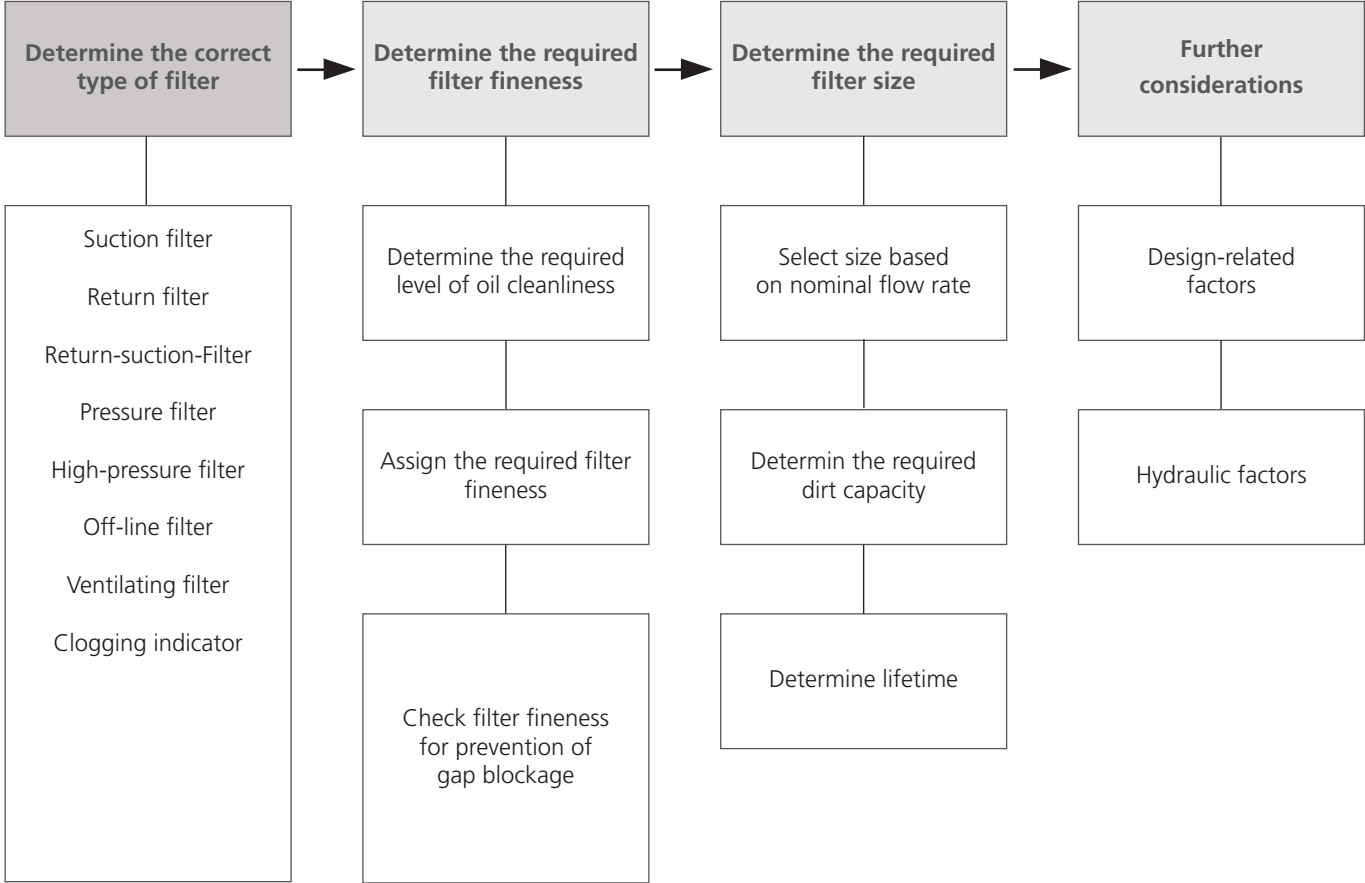 Determine the correct
type of filter
Determine the required
filter fineness
Determine the required
filter size
Further
considerations
Suction filter
Return filter
Return-suction-Filter
Pressure filter
High-pressure filter
Off-line filter
Ventilating filter
Clogging indicator
Determine the required
level of oil cleanliness
Assign the required filter
fineness
Check filter fineness
for prevention of
gap blockage
Select size based
on nominal flow rate
Determin the required
dirt capacity
Determine lifetime
Design-related
factors
Hydraulic factors